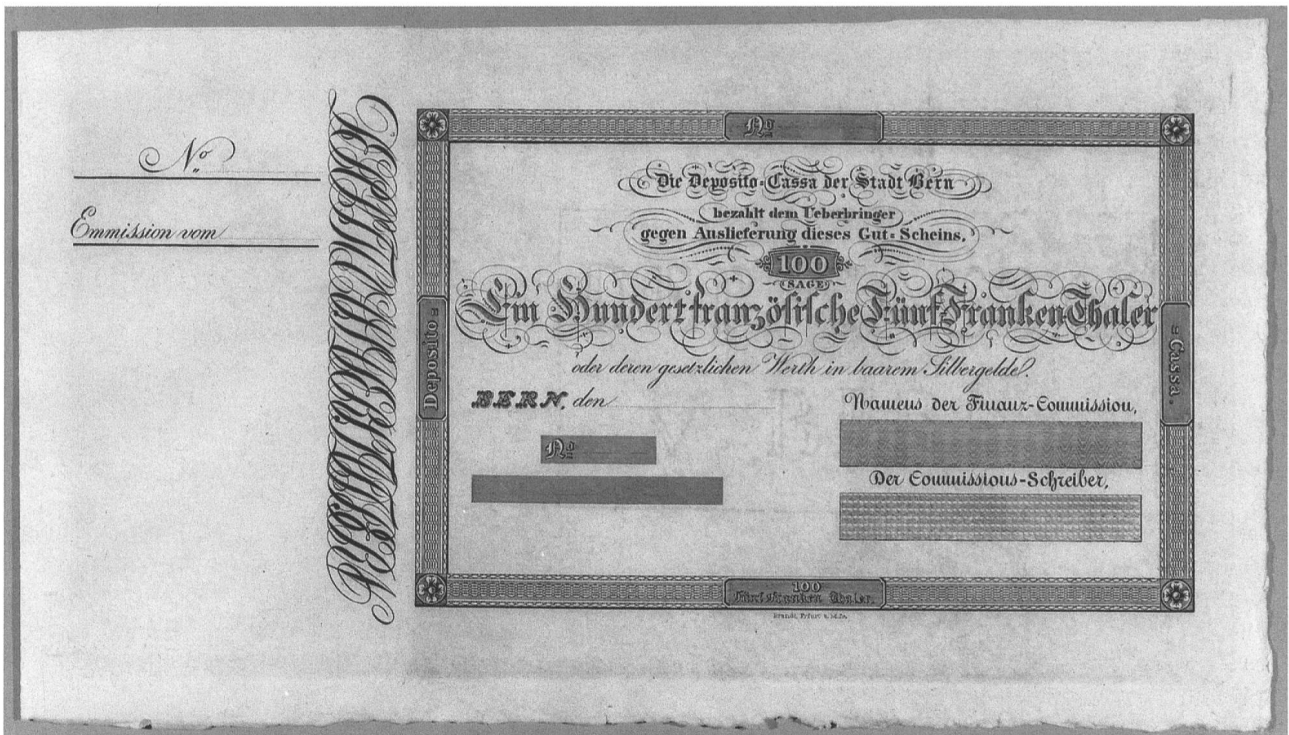 No
Emmission vom
No
Die Deposito-Cassa der Stadt Bern
bezahlt dem Ueberbringer
gegen Auslieferung dieses Gut=Scheins,
100
(SAGE)
Ein Hundert französische Fünf Franken Thaler
oder deren gesetzlichen Werth in baarem Silbergelde.
Deposito =
= Cassa.
BERN, den
Namens der Finanz-Commission,
No
Der Commissions-Schreiber,
100
Fünf Franken Thaler.